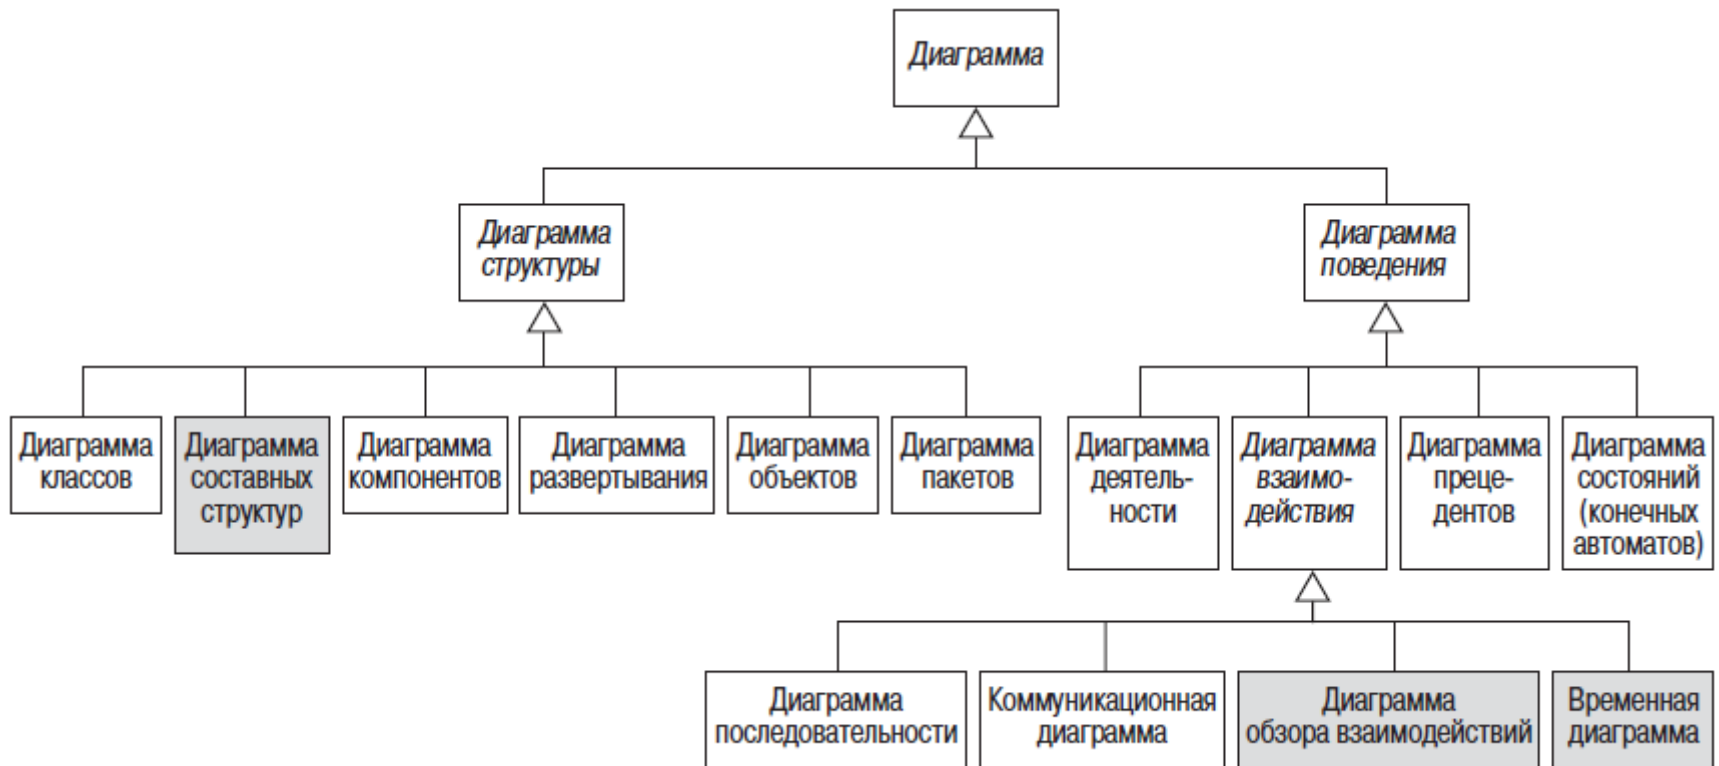 Диаграмма
Диаграмма
структуры
Диаграмма
поведения
Диаграмма
классов
Диаграмма
составных
структур
Диаграмма
компонентов
Диаграмма
развертывания
Диаграмма
объектов
Диаграмма
пакетов
Диаграмма
деятель-
ности
Диаграмма
взаимо-
действия
Диаграмма
преце-
дентов
Диаграмма
состояний
(конечных
автоматов)
Диаграмма
последовательности
Коммуникационная
диаграмма
Диаграмма
обзора взаимодействий
Временная
диаграмма